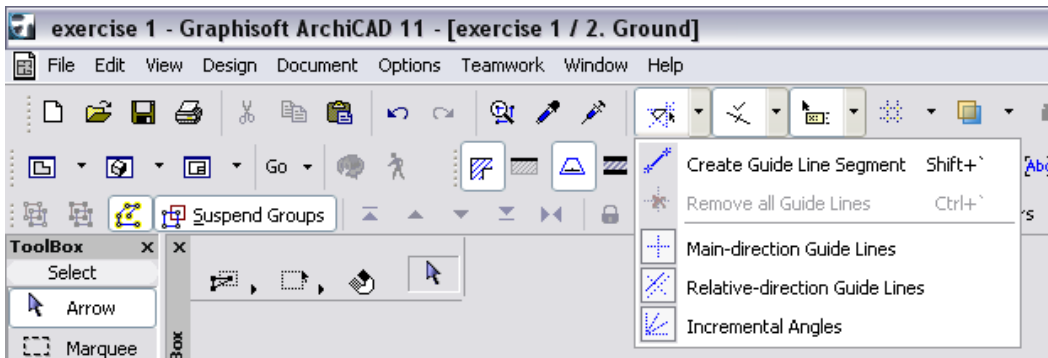 exercise 1 - Graphisoft ArchiCAD 11 - [exercise 1 / 2. Ground]
File Edit View Design Document Options Teamwork Window Help
Go
Create Guide Line Segment Shift+`
Remove all Guide Lines Ctrl+`
Suspend Groups
Main-direction Guide Lines
Relative-direction Guide Lines
Incremental Angles
ToolBox x x
Select
Arrow
Marquee
Box